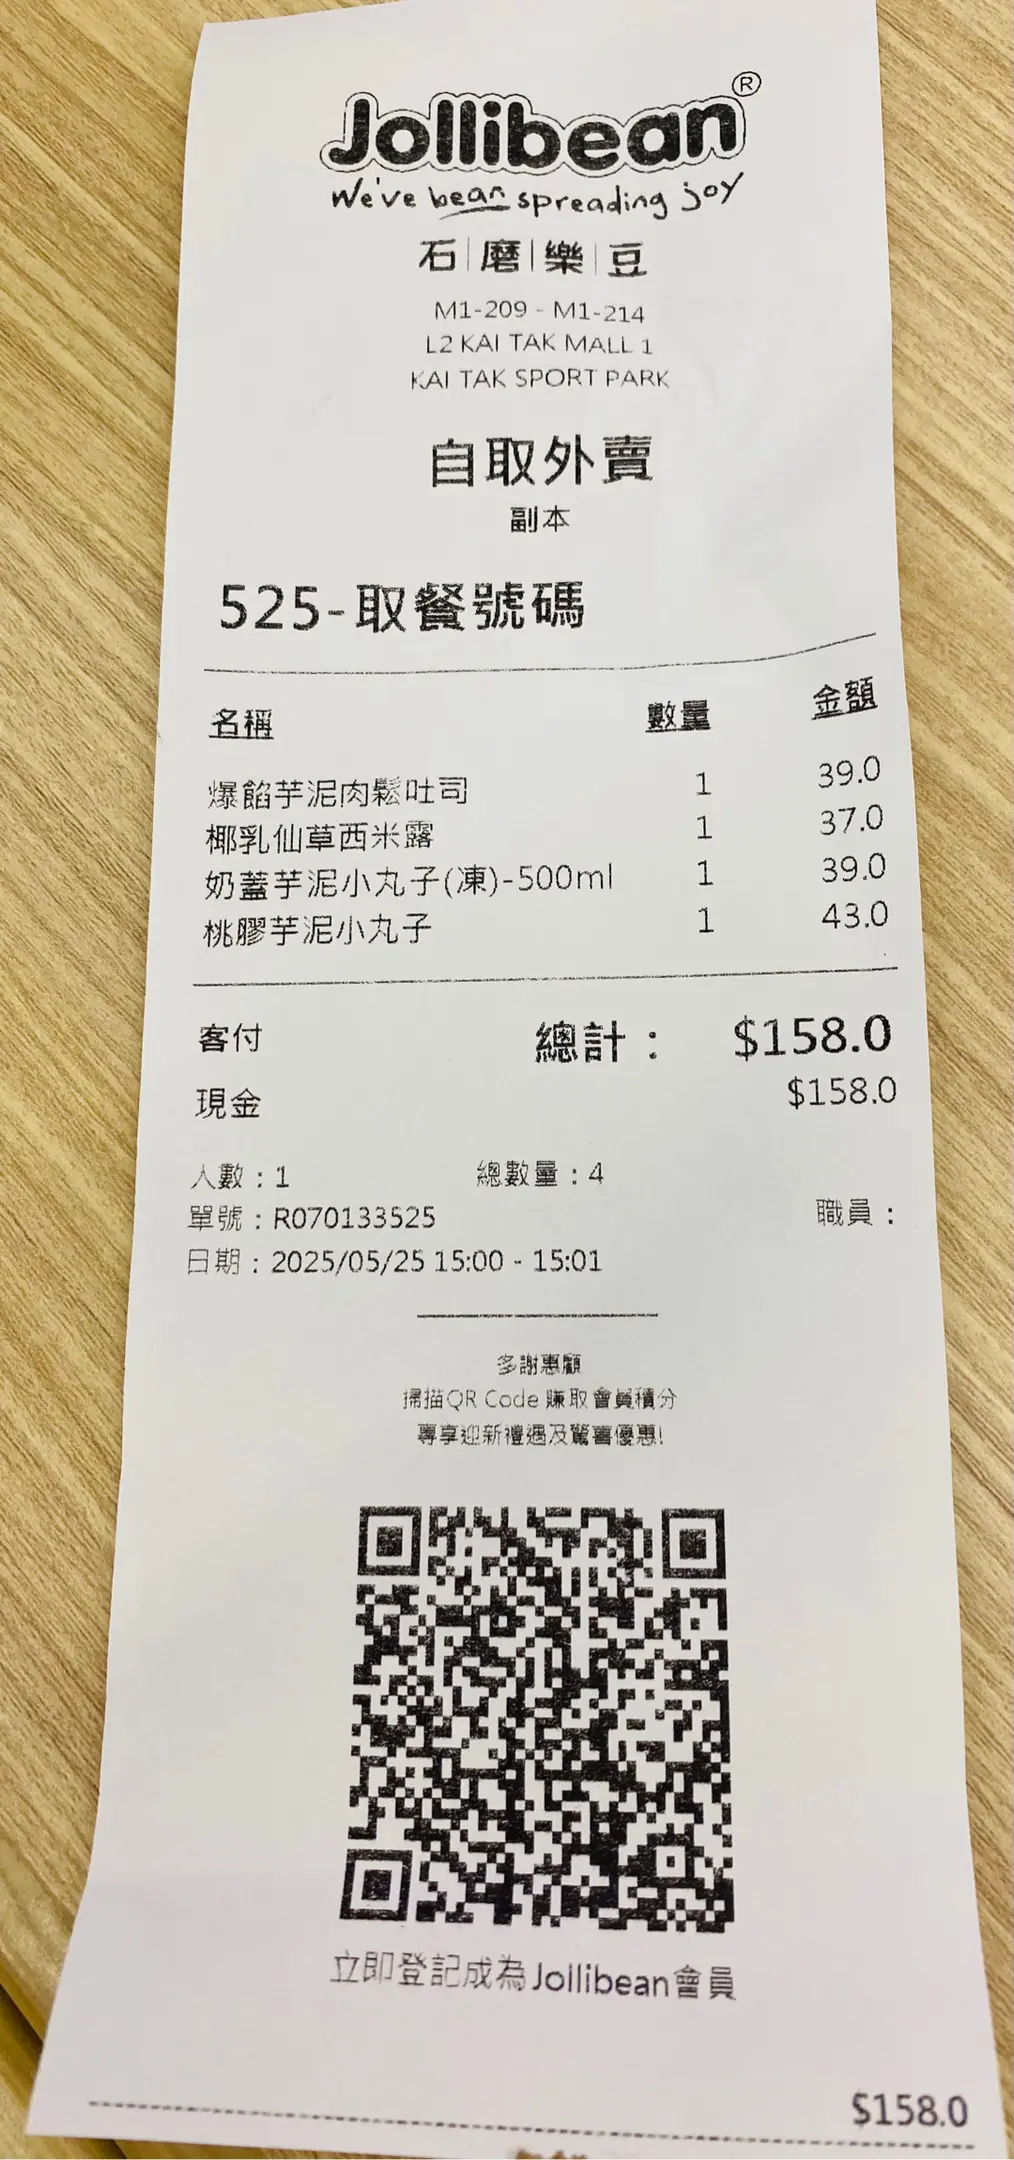 Jollibean®
We've bean spreading joy
石|磨|樂|豆
M1-209 - M1-214
L2 KAI TAK MALL 1
KAI TAK SPORT PARK
自取外賣
副本
525-取餐號碼
名稱 數量 金額
爆餡芋泥肉鬆吐司 1 39.0
椰乳仙草西米露 1 37.0
奶蓋芋泥小丸子(凍)-500ml 1 39.0
桃膠芋泥小丸子 1 43.0
客付 總計： $158.0
現金 $158.0
人數：1 總數量：4
單號：R070133525 職員：
日期：2025/05/25 15:00 - 15:01
多謝惠顧
掃描QR Code 賺取會員積分
專享迎新禮遇及驚喜優惠!
立即登記成為Jollibean會員
$158.0